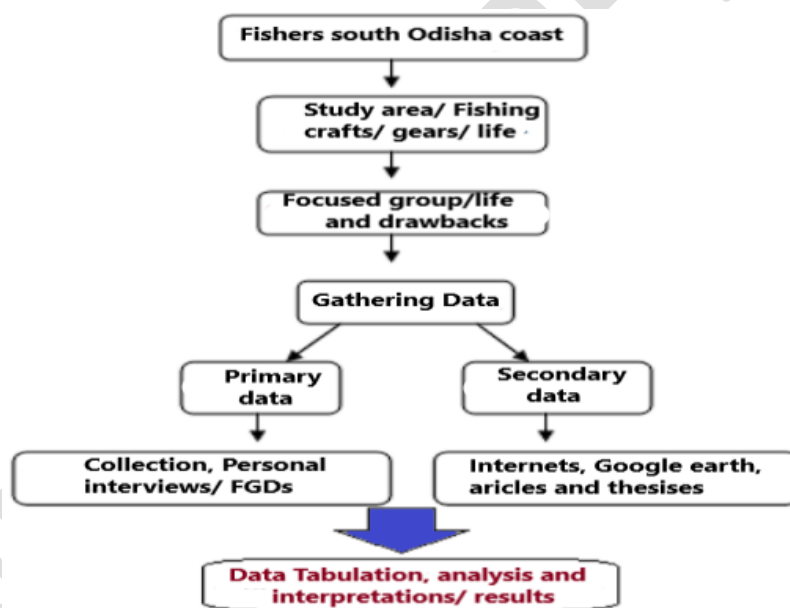 Fishers south Odisha coast
Study area/ Fishing
crafts/ gears/ life
Focused group/life
and drawbacks
Gathering Data
Primary
data
Secondary
data
Collection, Personal
interviews/ FGDs
Internets, Google earth,
aricles and thesises
Data Tabulation, analysis and
interpretations/ results